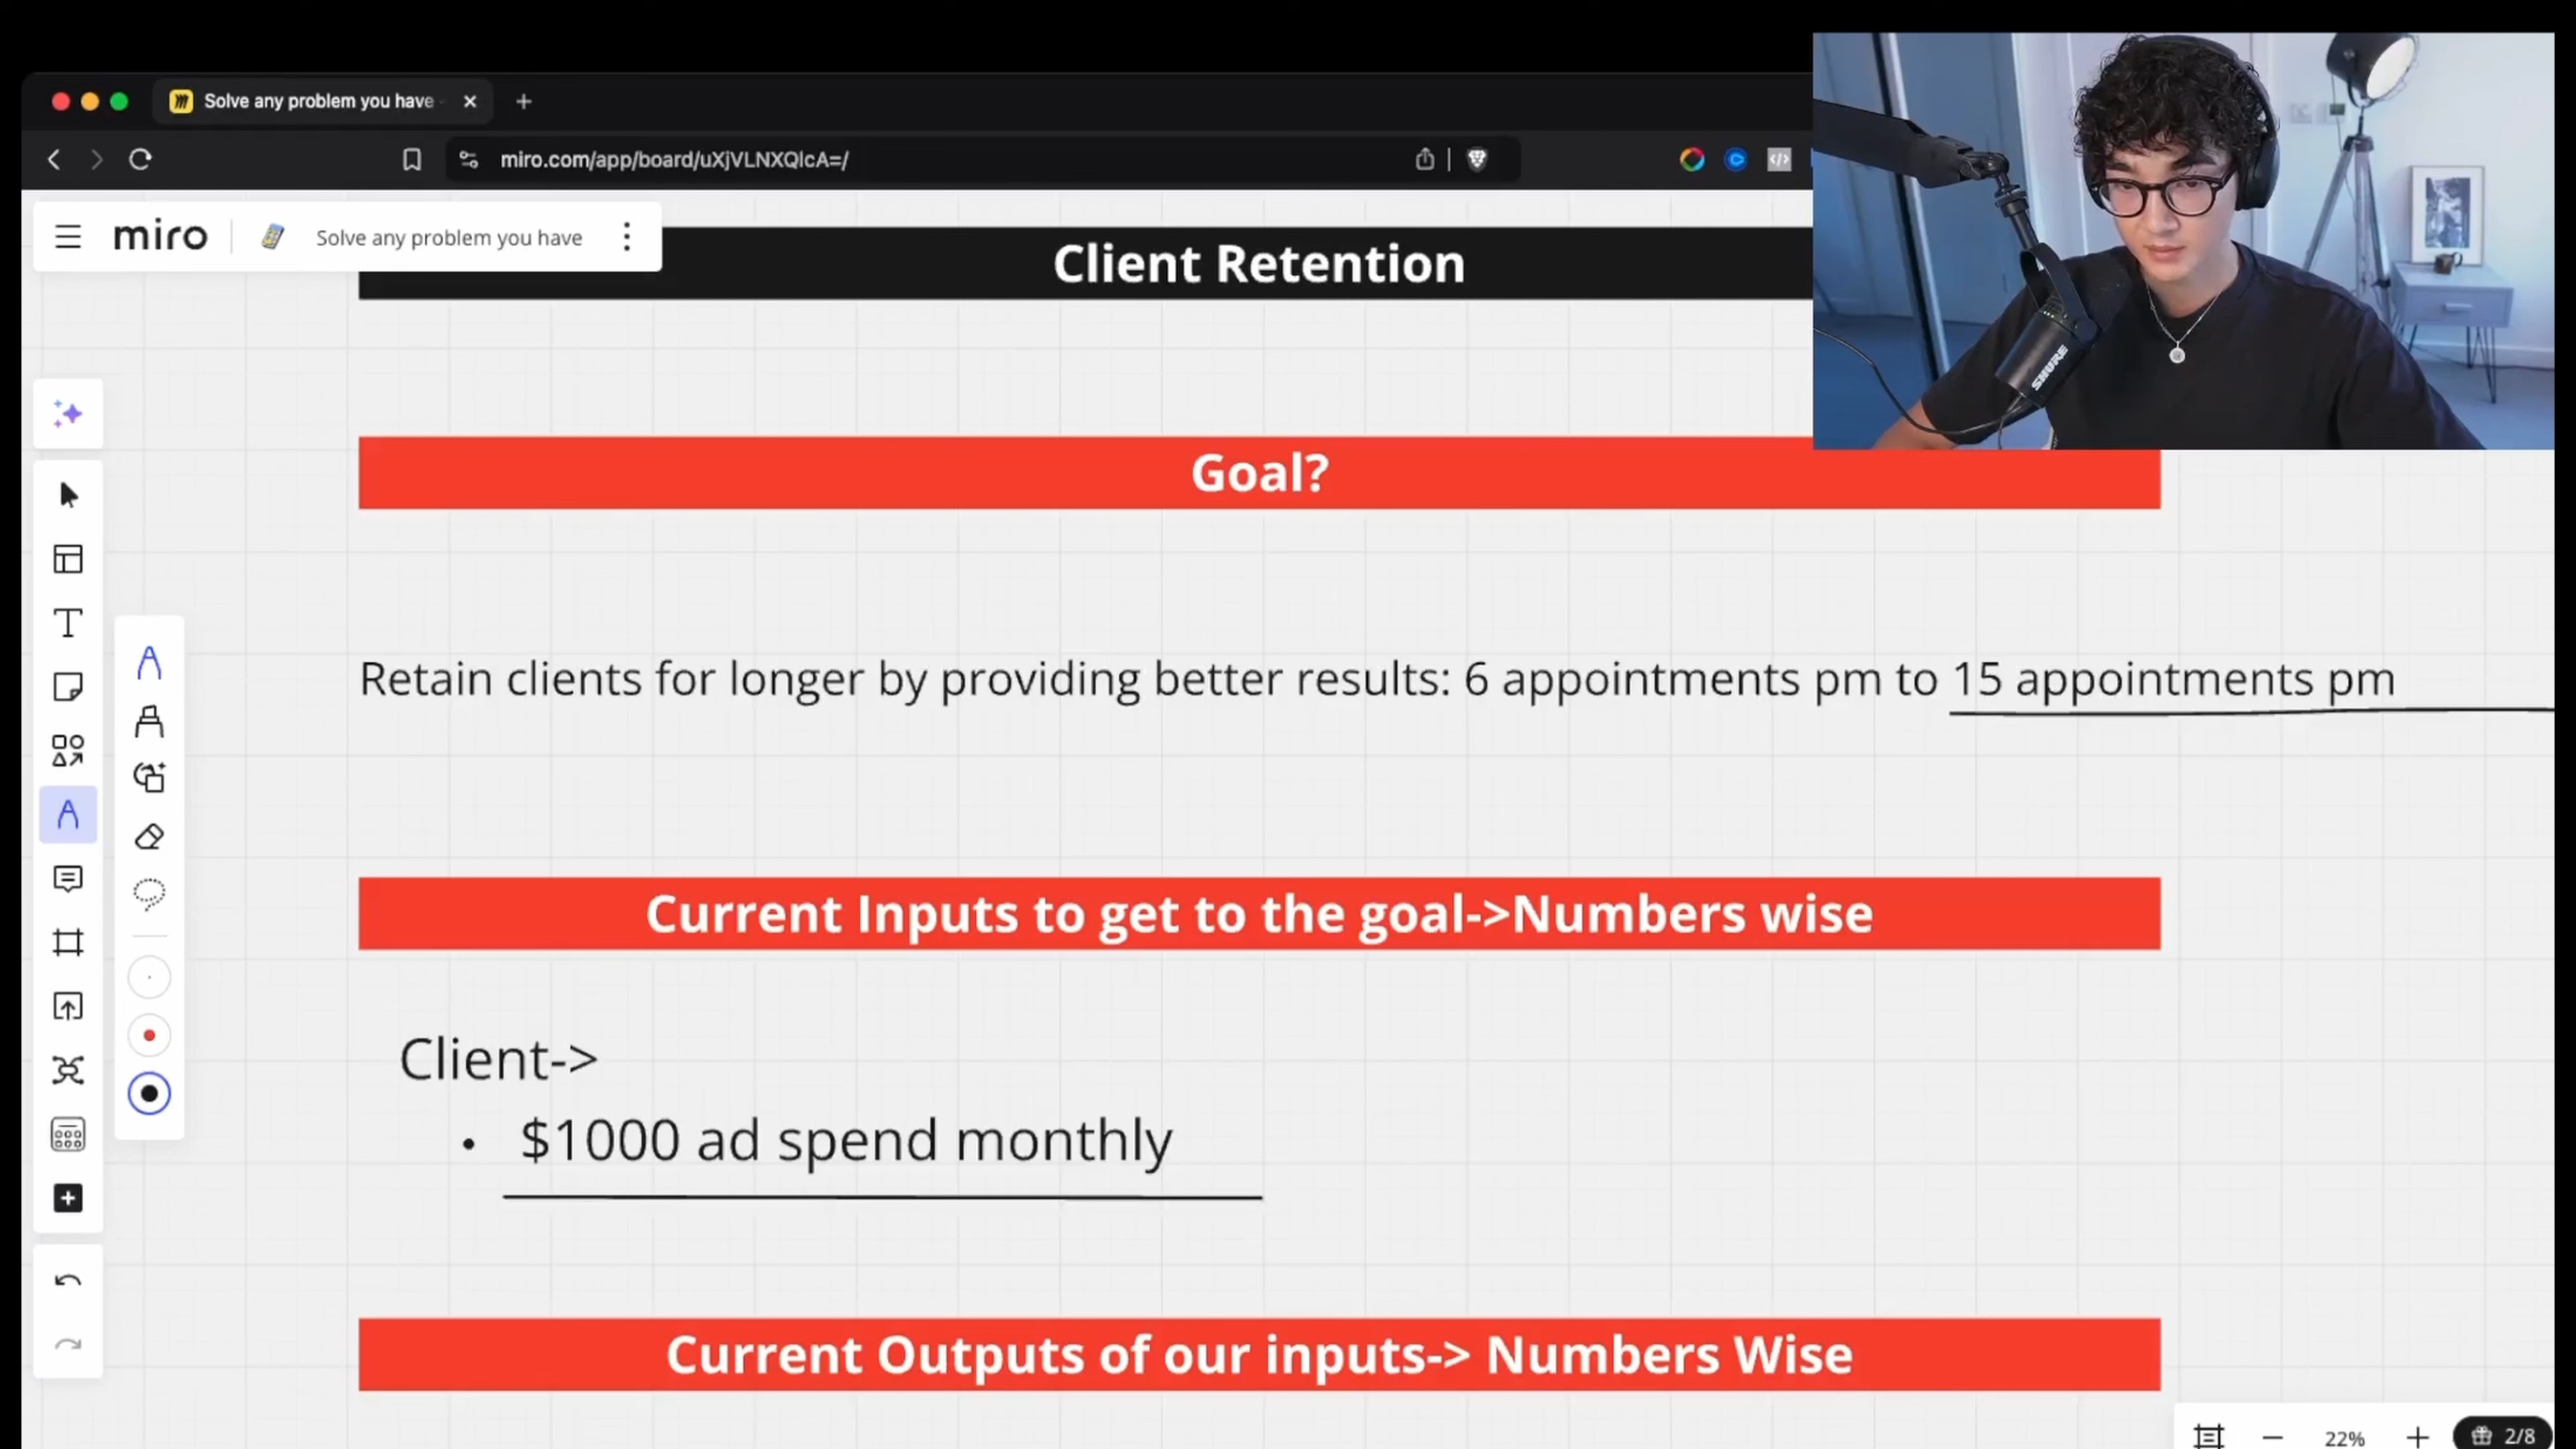 Solve any problem you have
miro.com/app/board/uXjVLNXQlcA=/
miro
Solve any problem you have
Client Retention
Goal?
Retain clients for longer by providing better results: 6 appointments pm to 15 appointments pm
Current Inputs to get to the goal->Numbers wise
Client->
• $1000 ad spend monthly
Current Outputs of our inputs-> Numbers Wise
22%
2/8
SHURE